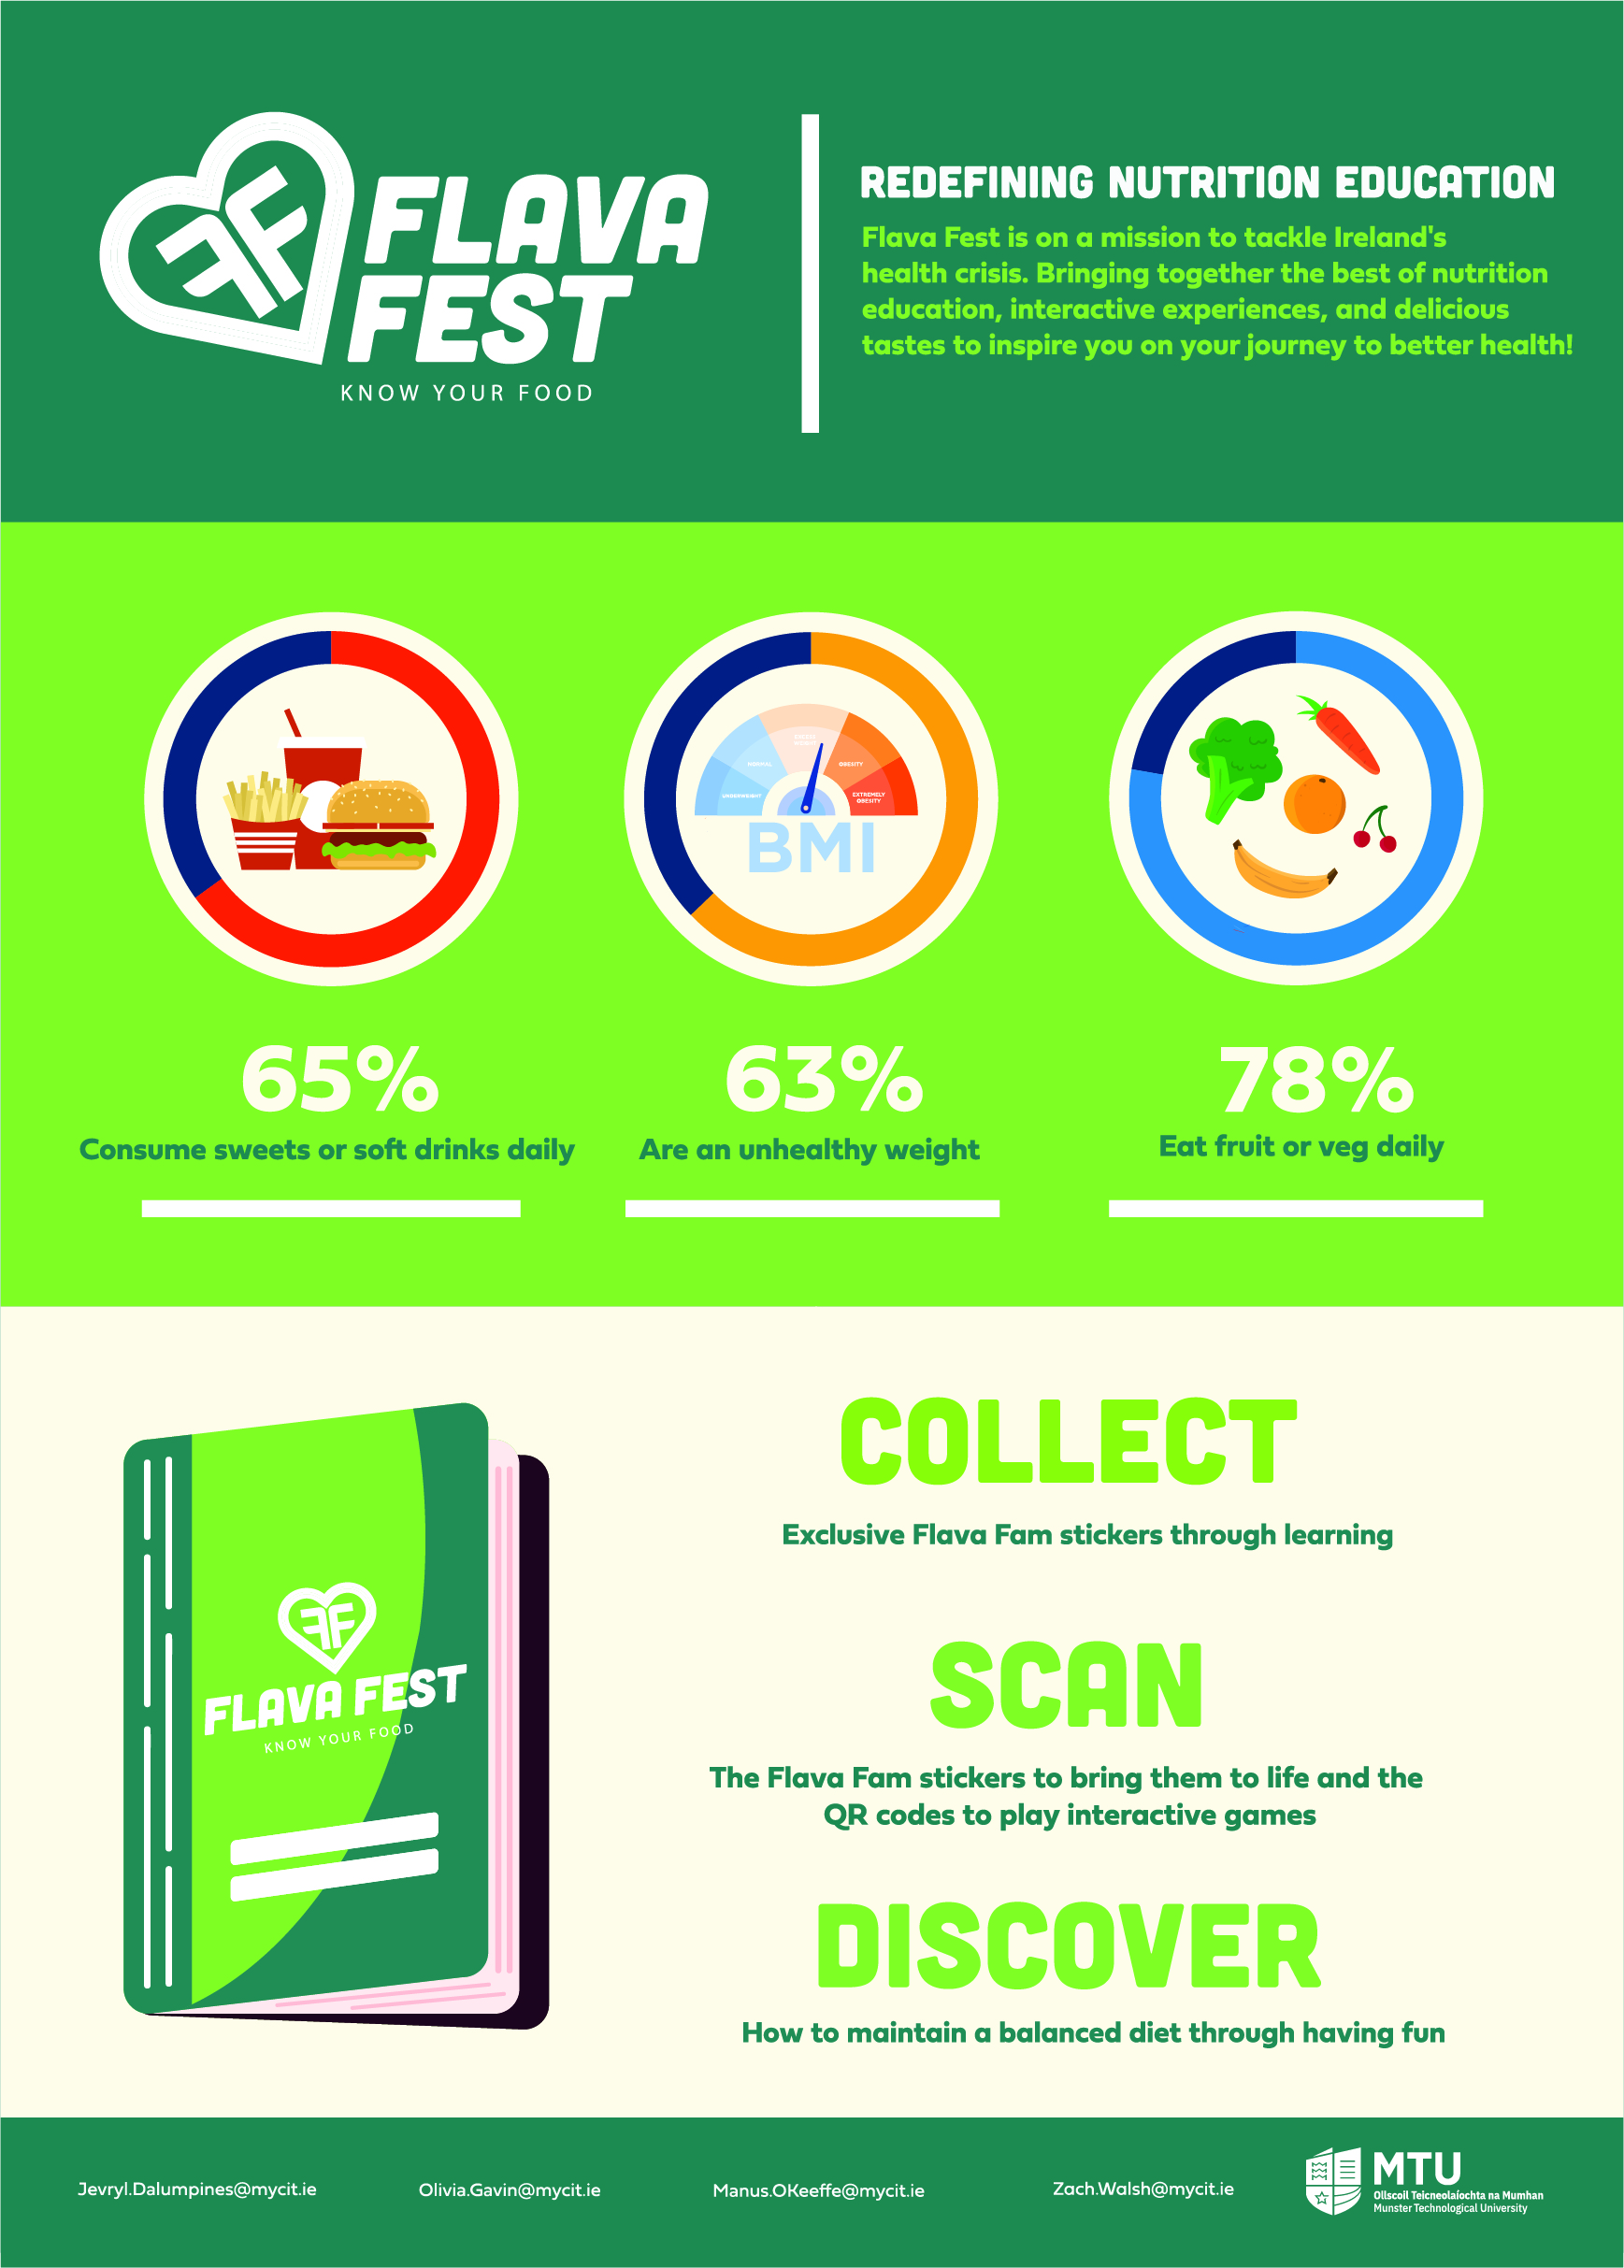 FLAVA
FEST
KNOW YOUR FOOD
REDEFINING NUTRITION EDUCATION
Flava Fest is on a mission to tackle Ireland's
health crisis. Bringing together the best of nutrition
education, interactive experiences, and delicious
tastes to inspire you on your journey to better health!
UNDERWEIGHT
NORMAL
OBESITY
EXTREMELY
OBESITY
BMI
65%
Consume sweets or soft drinks daily
63%
Are an unhealthy weight
78%
Eat fruit or veg daily
FF
FLAVA FEST
KNOW YOUR FOOD
COLLECT
Exclusive Flava Fam stickers through learning
SCAN
The Flava Fam stickers to bring them to life and the
QR codes to play interactive games
DISCOVER
How to maintain a balanced diet through having fun
Jevryl.Dalumpines@mycit.ie
Olivia.Gavin@mycit.ie
Manus.OKeeffe@mycit.ie
Zach.Walsh@mycit.ie
MTU
Ollscoil Teicneolaíochta na Mumhan
Munster Technological University